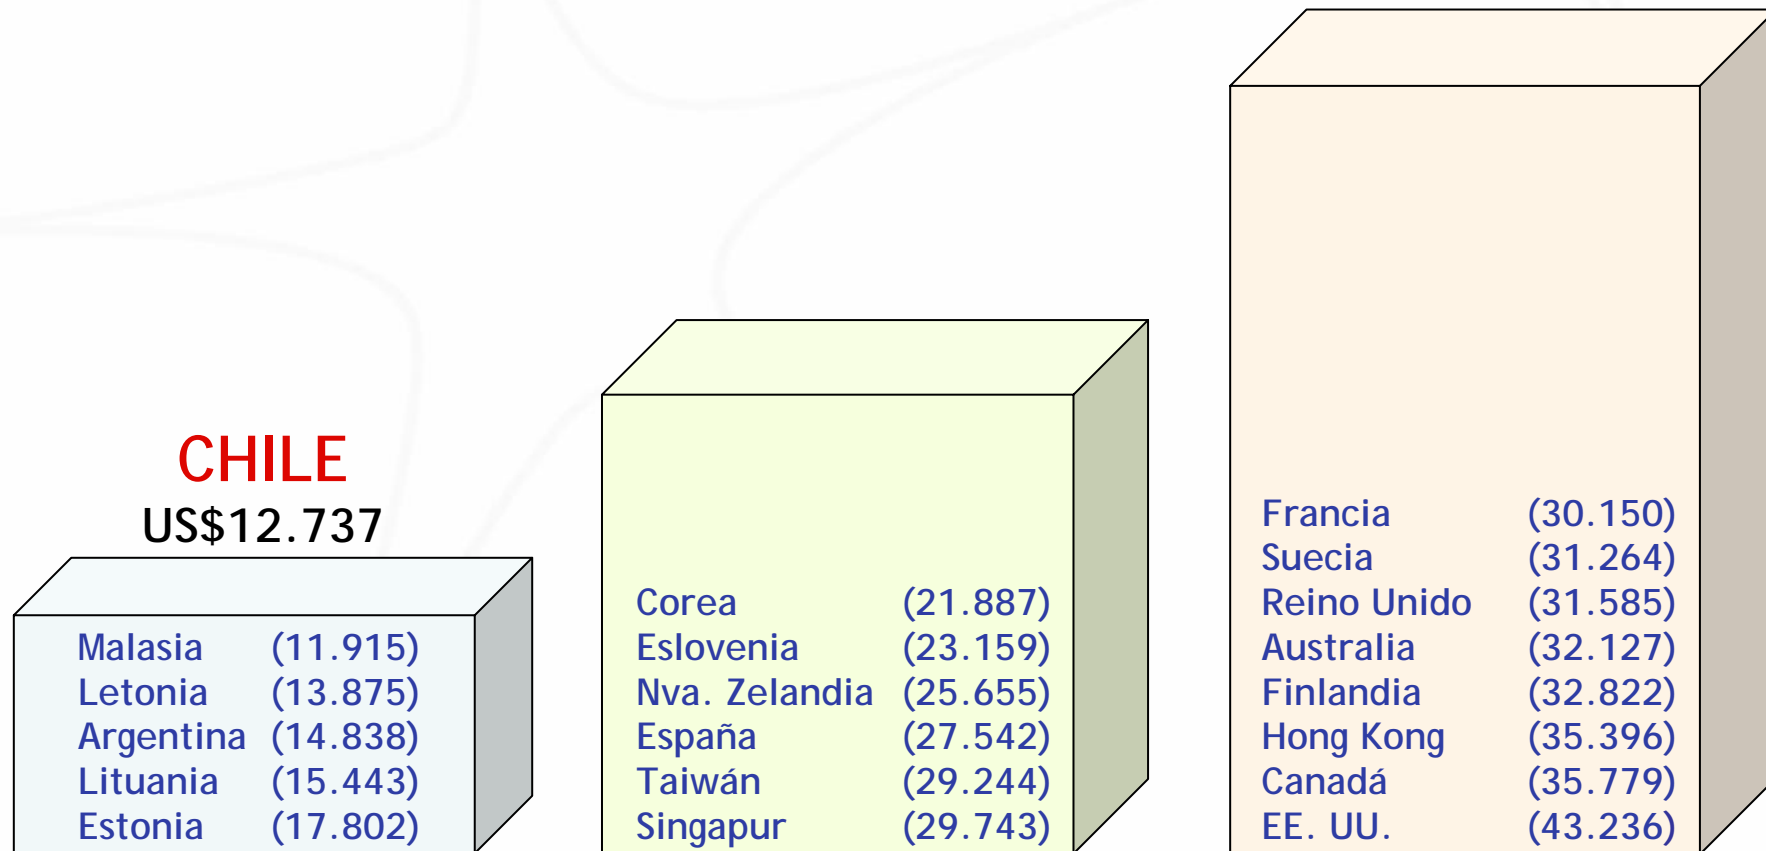 CHILE
US$12.737
Malasia (11.915)
Letonia (13.875)
Argentina (14.838)
Lituania (15.443)
Estonia (17.802)
Corea (21.887)
Eslovenia (23.159)
Nva. Zelandia (25.655)
España (27.542)
Taiwán (29.244)
Singapur (29.743)
Francia (30.150)
Suecia (31.264)
Reino Unido (31.585)
Australia (32.127)
Finlandia (32.822)
Hong Kong (35.396)
Canadá (35.779)
EE. UU. (43.236)